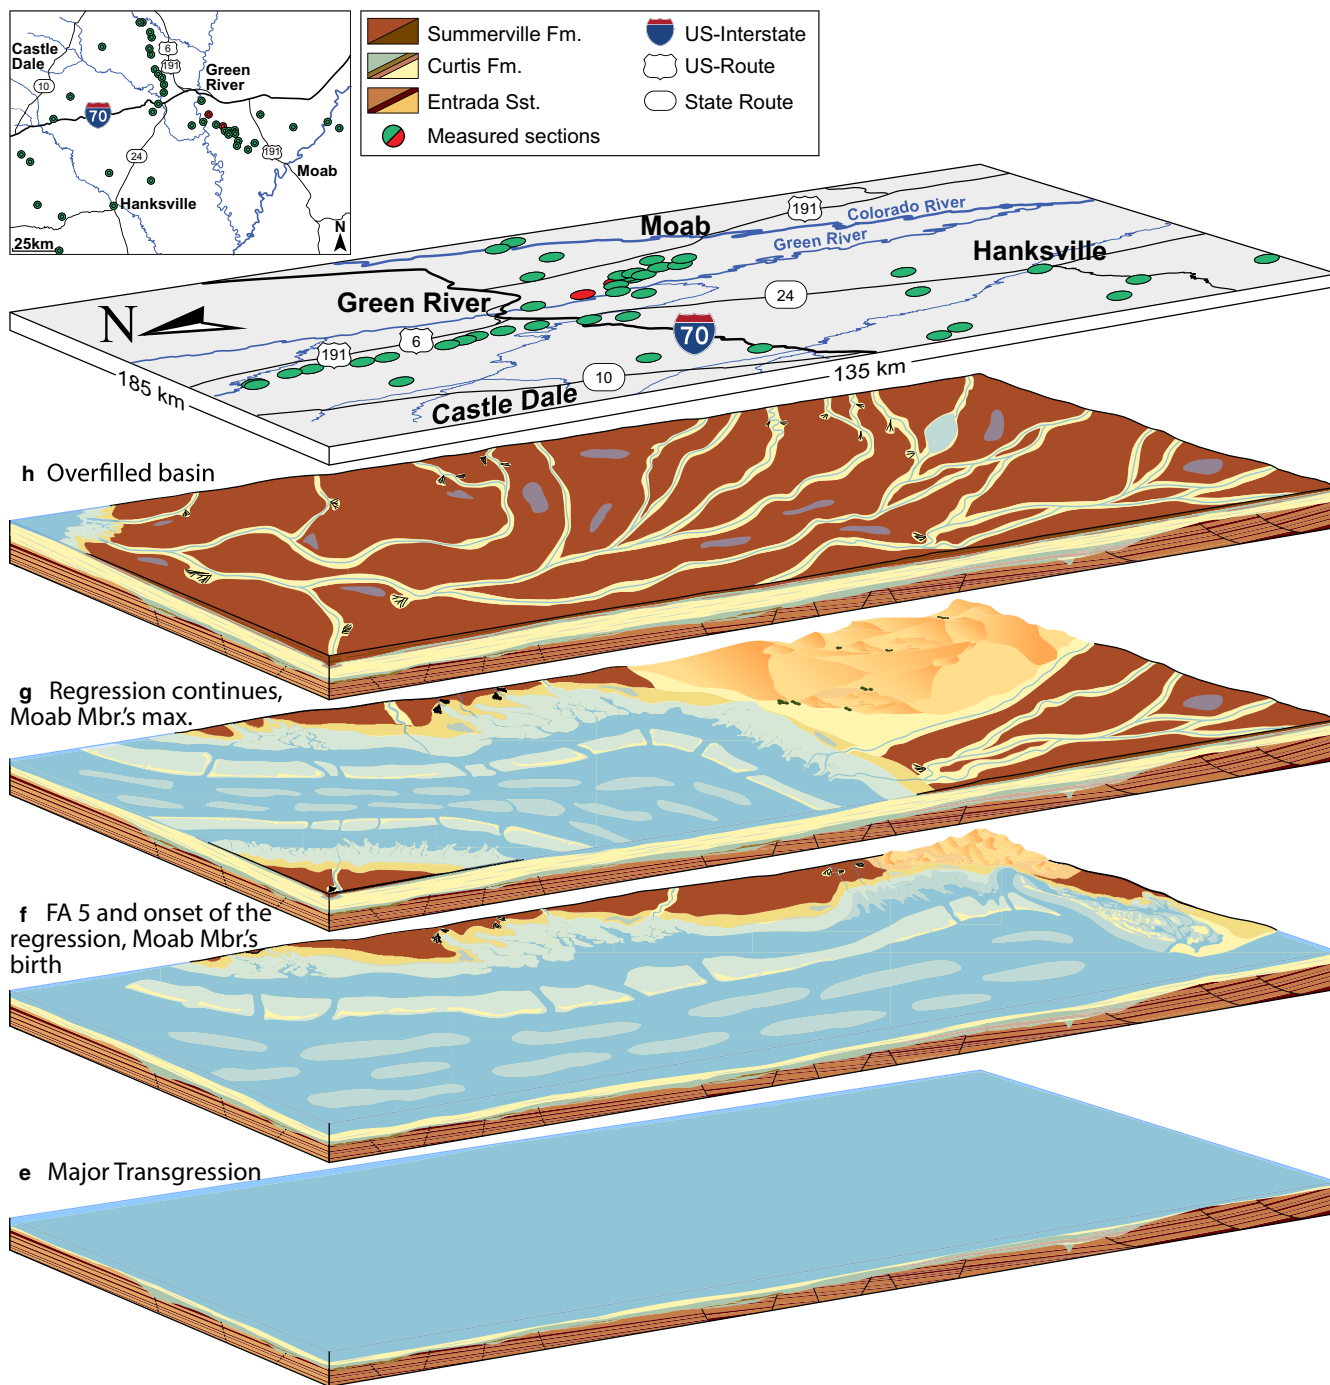 Castle
Dale
10
6
191
Green
River
70
24
191
Moab
Hanksville
25km
N
Summerville Fm.
Curtis Fm.
Entrada Sst.
Measured sections
70
US-Interstate
US-Route
State Route
Moab
191
Colorado River
Green River
Hanksville
Green River
24
N
191
6
70
10
Castle Dale
185 km
135 km
h Overfilled basin
g Regression continues,
Moab Mbr.'s max.
f FA 5 and onset of the
regression, Moab Mbr.'s
birth
e Major Transgression